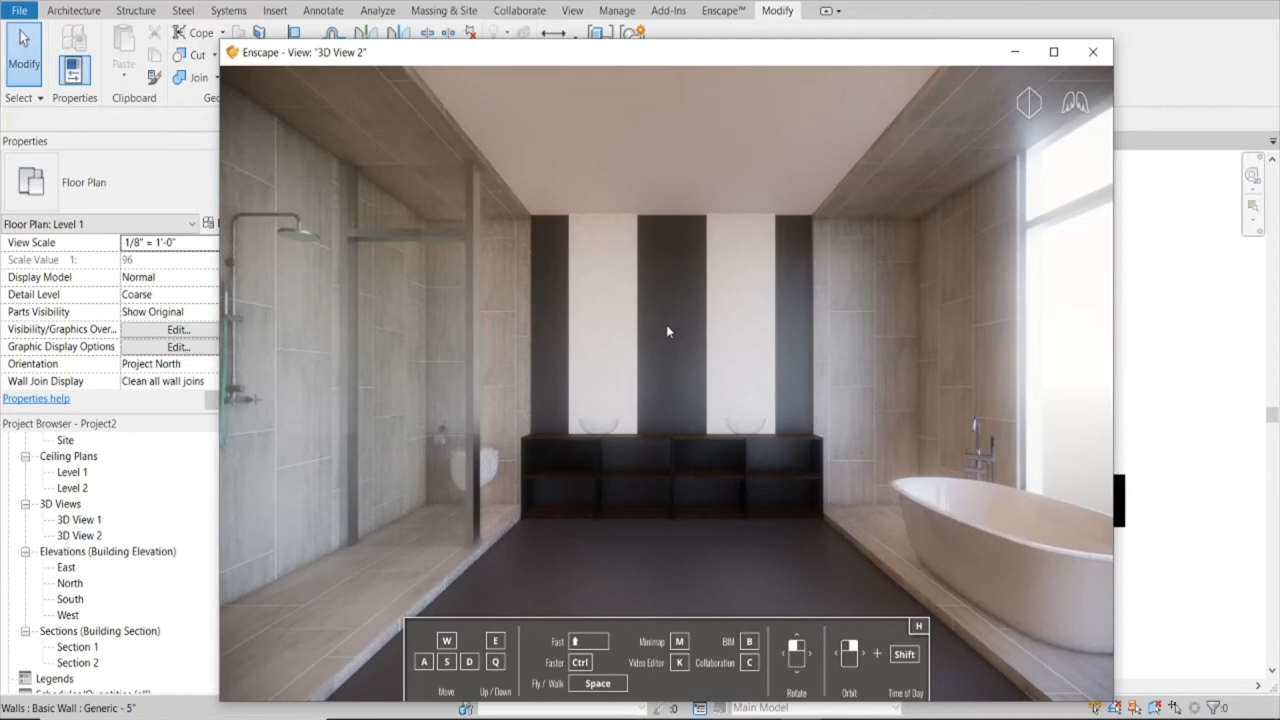 File Architecture Structure Steel Systems Insert Annotate Analyze Massing & Site Collaborate View Manage Add-Ins Enscape™ Modify
Modify
Select
Properties
Paste
Clipboard
Cope
Cut
Join
Enscape - View: "3D View 2"
Properties
Floor Plan
Floor Plan: Level 1
View Scale 1/8" = 1'-0"
Scale Value 1: 96
Display Model Normal
Detail Level Coarse
Parts Visibility Show Original
Visibility/Graphics Over... Edit...
Graphic Display Options Edit...
Orientation Project North
Wall Join Display Clean all wall joins
Properties help
Project Browser - Project2
Site
Ceiling Plans
Level 1
Level 2
3D Views
3D View 1
3D View 2
Elevations (Building Elevation)
East
North
South
West
Sections (Building Section)
Section 1
Section 2
Legends
H
W E
A S D Q
Move Up / Down
Fast
Faster Ctrl
Fly / Walk Space
Minimap M
Video Editor K
BIM B
Collaboration C
Rotate
Orbit
+ Shift
Time of Day
Walls : Basic Wall : Generic - 5"
:0
Main Model
:0